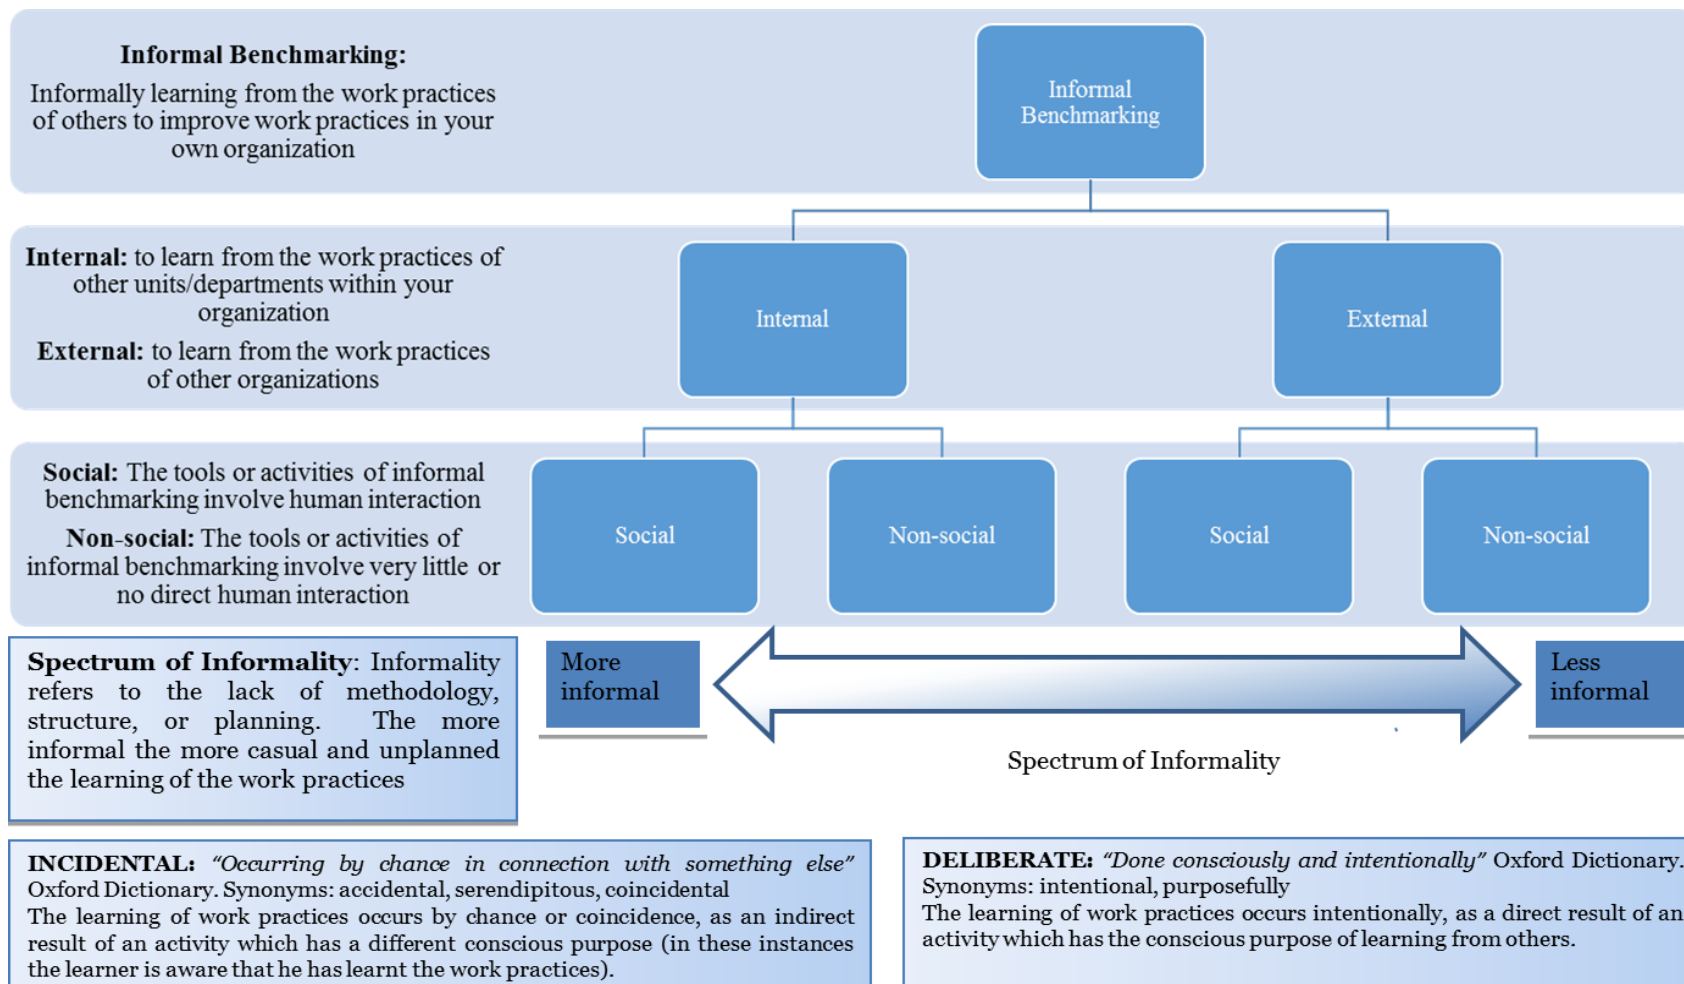 Informal Benchmarking:
Informally learning from the work practices
of others to improve work practices in your
own organization
Informal
Benchmarking
Internal: to learn from the work practices of
other units/departments within your
organization
External: to learn from the work practices
of other organizations
Internal
External
Social: The tools or activities of informal
benchmarking involve human interaction
Non-social: The tools or activities of
informal benchmarking involve very little or
no direct human interaction
Social
Non-social
Social
Non-social
Spectrum of Informality: Informality
refers to the lack of methodology,
structure, or planning. The more
informal the more casual and unplanned
the learning of the work practices
More
informal
Less
informal
Spectrum of Informality
INCIDENTAL: “Occurring by chance in connection with something else”
Oxford Dictionary. Synonyms: accidental, serendipitous, coincidental
The learning of work practices occurs by chance or coincidence, as an indirect
result of an activity which has a different conscious purpose (in these instances
the learner is aware that he has learnt the work practices).
DELIBERATE: “Done consciously and intentionally” Oxford Dictionary.
Synonyms: intentional, purposefully
The learning of work practices occurs intentionally, as a direct result of an
activity which has the conscious purpose of learning from others.